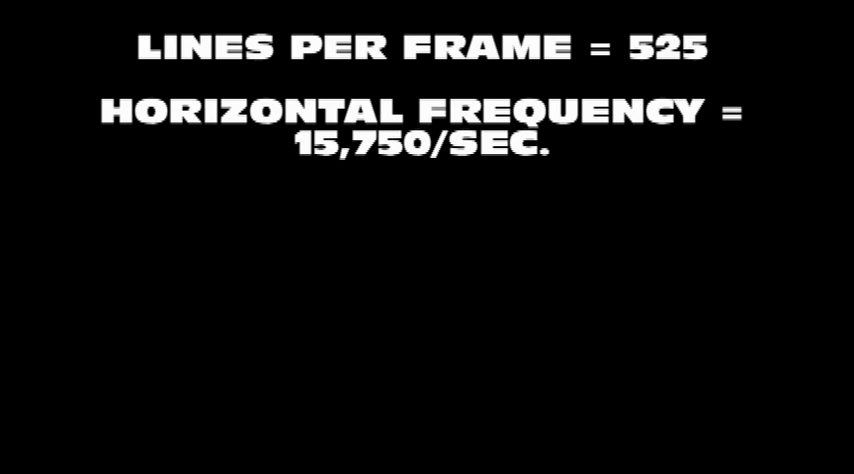 LINES PER FRAME = 525
HORIZONTAL FREQUENCY =
15,750/SEC.